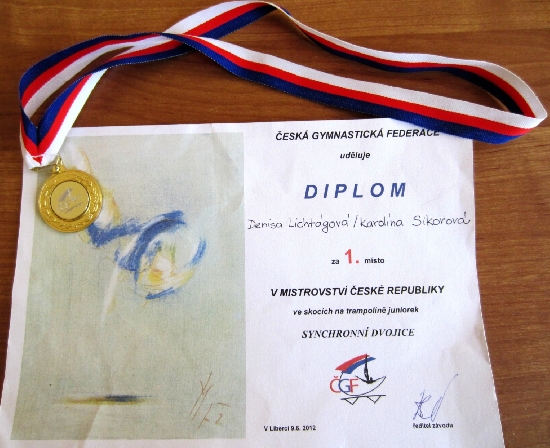 ČESKÁ GYMNASTICKÁ FEDERACE
uděluje
DIPLOM
Denisa Lichtágová / Karolína Sikorová
za 1. místo
V MISTROVSTVÍ ČESKÉ REPUBLIKY
ve skocích na trampolíně juniorek
SYNCHRONNÍ DVOJICE
ČGF
V Liberci 9.6. 2012
ředitel závodu